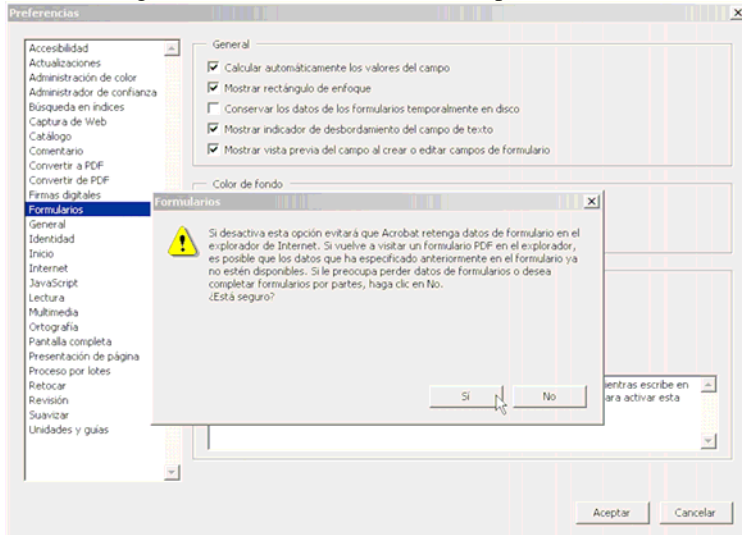 Preferencias
Accesibilidad
Actualizaciones
Administración de color
Administrador de confianza
Búsqueda en índices
Captura de Web
Catálogo
Comentario
Convertir a PDF
Convertir de PDF
Firmas digitales
Formularios
General
Identidad
Inicio
Internet
JavaScript
Lectura
Multimedia
Ortografía
Pantalla completa
Presentación de página
Proceso por lotes
Retocar
Revisión
Suavizar
Unidades y guías
General
Calcular automáticamente los valores del campo
Mostrar rectángulo de enfoque
Conservar los datos de los formularios temporalmente en disco
Mostrar indicador de desbordamiento del campo de texto
Mostrar vista previa del campo al crear o editar campos de formulario
Color de fondo
Formularios
Si desactiva esta opción evitará que Acrobat retenga datos de formulario en el
explorador de Internet. Si vuelve a visitar un formulario PDF en el explorador,
es posible que los datos que ha especificado anteriormente en el formulario ya
no estén disponibles. Si le preocupa perder datos de formularios o desea
completar formularios por partes, haga clic en No.
¿Está seguro?
Sí No
ientras escribe en
ara activar esta
Aceptar Cancelar